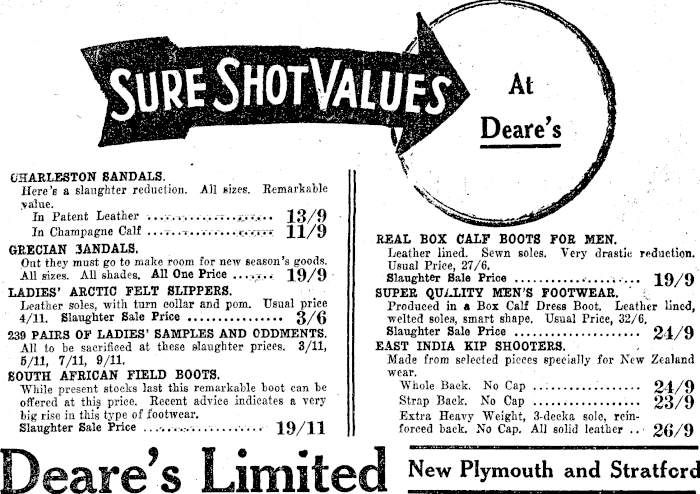 SURE SHOT VALUES
At
Deare's
CHARLESTON SANDALS.
Here's a slaughter reduction. All sizes. Remarkable
value.
In Patent Leather .................... 13/9
In Champagne Calf .................... 11/9
GRECIAN SANDALS.
Out they must go to make room for new season's goods.
All sizes. All shades. All One Price ....... 19/9
LADIES' ARCTIC FELT SLIPPERS.
Leather soles, with turn collar and pom. Usual price
4/11. Slaughter Sale Price ............... 3/6
239 PAIRS OF LADIES' SAMPLES AND ODDMENTS.
All to be sacrificed at these slaughter prices. 3/11,
5/11, 7/11, 9/11.
SOUTH AFRICAN FIELD BOOTS.
While present stocks last this remarkable boot can be
offered at this price. Recent advice indicates a very
big rise in this type of footwear.
Slaughter Sale Price ................... 19/11
REAL BOX CALF BOOTS FOR MEN.
Leather lined. Sewn soles. Very drastic reduction.
Usual Price, 27/6.
Slaughter Sale Price .................... 19/9
SUPER QUALITY MEN'S FOOTWEAR.
Produced in a Box Calf Dress Boot. Leather lined,
welted soles, smart shape. Usual Price, 32/6.
Slaughter Sale Price .................... 24/9
EAST INDIA KIP SHOOTERS.
Made from selected pieces specially for New Zealand
wear.
Whole Back. No Cap ................. 24/9
Strap Back. No Cap ................. 23/9
Extra Heavy Weight, 3-decka sole, rein-
forced back. No Cap. All solid leather .. 26/9
Deare's Limited
New Plymouth and Stratford